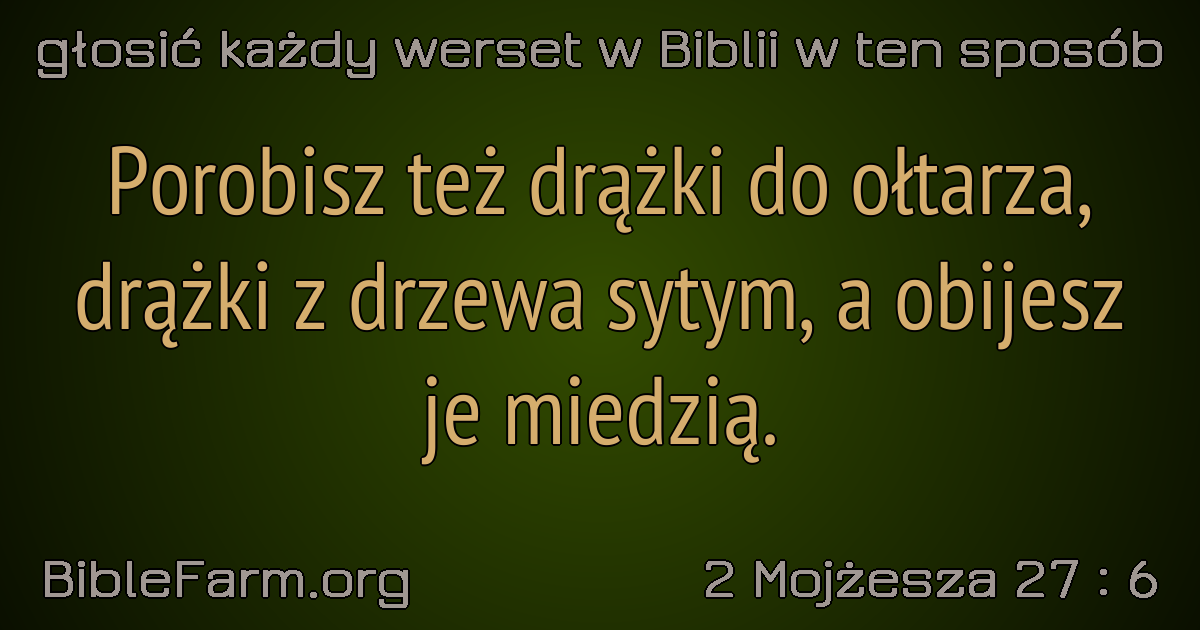 głosić każdy werset w Biblii w ten sposób
Porobisz też drążki do ołtarza,
drążki z drzewa sytym, a obijesz
je miedzią.
BibleFarm.org
2 Mojżesza 27 : 6